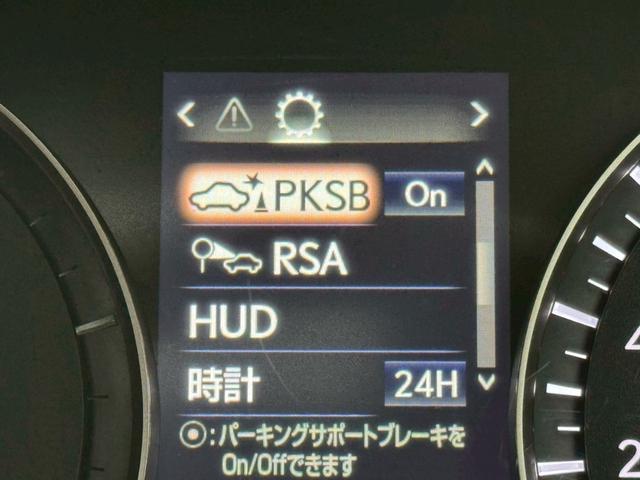 PKSB On
RSA
HUD
時計 24H
⦿:パーキングサポートブレーキを
On/Offできます
2